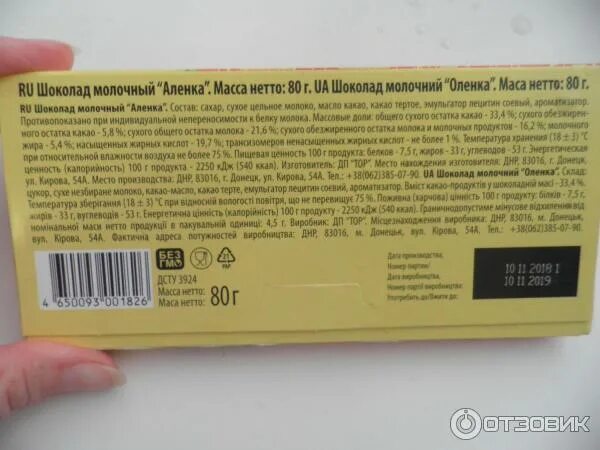 RU Шоколад молочный “Аленка”. Масса нетто: 80 г. UA Шоколад молочний “Оленка”. Маса нетто: 80 г.
RU Шоколад молочный “Аленка”. Состав: сахар, сухое цельное молоко, масло какао, какао тертое, эмульгатор лецитин соевый, ароматизатор.
Противопоказано при индивидуальной непереносимости к белку молока. Массовые доли: общего сухого остатка какао - 33,4 %; обезжиренного
сухого остатка какао - 5,8 %; сухого общего остатка молока - 21,6 %; сухого обезжиренного остатка молока и молочных продуктов - 16,2 %; молочного
жира - 5,4 %; насыщенных жирных кислот - 19,7 %; трансизомеров ненасыщенных жирных кислот - не более 1 %. Температура хранения (18 ± 3) °С
при относительной влажности воздуха не более 75 %. Пищевая ценность 100 г продукта: белков - 7,5 г, жиров - 33 г, углеводов - 53 г. Энергетическая
ценность (калорийность) 100 г продукта - 2250 кДж (540 ккал). Изготовитель: ДП "ТОР". Место нахождения изготовителя: ДНР, г. Донецк,
ул. Кирова, 54А. Место производства: ДНР, г. Донецк, ул. Кирова, 54А. Тел.: +38(062)385-07-90. UA Шоколад молочний "Оленка". Склад:
цукор, сухе незбиране молоко, какао-масло, какао терте, емульгатор лецитин соєвий, ароматизатор. Вміст какао-продуктів у шоколадній масі - 33,4 %.
Температура зберігання (18 ± 3) °С при відносній вологості повітря, що не перевищує 75 %. Поживна (харчова) цінність 100 г продукту: білків - 7,5 г,
жирів - 33 г, вуглеводів - 53 г. Енергетична цінність (калорійність) 100 г продукту - 2250 кДж (540 ккал). Граничнодопустиме мінусове відхилення від
номінальної маси нетто продукту в пакувальній одиниці: 4,5 г. Виробник: ДП "ТОР". Місцезнаходження виробника: ДНР, м. Донецьк,
вул. Кірова, 54А. Фактична адреса потужностей виробництва: ДНР, м. Донецьк, вул. Кірова, 54А. Тел.: +38(062)385-07-90.
БЕЗ
ГМО
21
PAP
ДСТУ 3924
Масса нетто:
Маса нетто:
80 г
4 650093 001826
Дата производства,
Номер партии/
Дата виробництва,
Номер партії виробництва:
Употребить до/Вжити до:
10 11 2018 1
10 11 2019
ОТЗОВИК